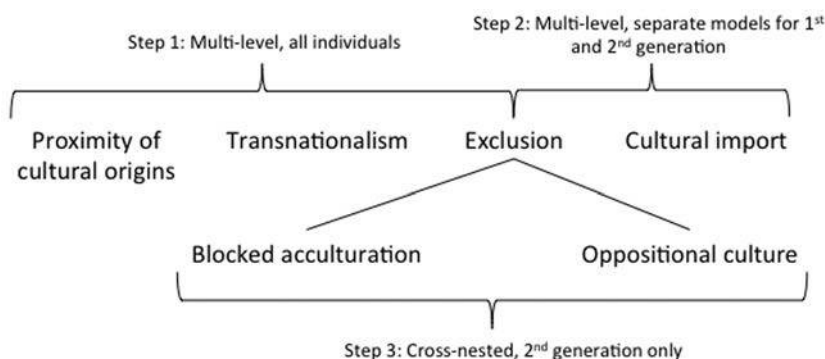 Step 1: Multi-level, all individuals
Step 2: Multi-level, separate models for 1st
and 2nd generation
Proximity of
cultural origins
Transnationalism
Exclusion
Cultural import
Blocked acculturation
Oppositional culture
Step 3: Cross-nested, 2nd generation only